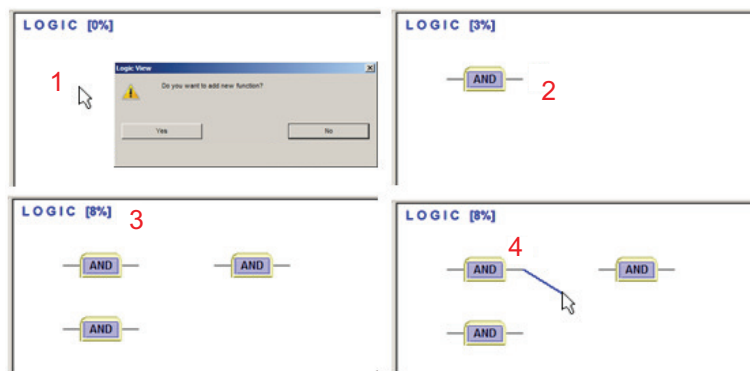 LOGIC [0%]
1
Logic View
Do you want to add new function?
Yes
No
LOGIC [3%]
AND
2
LOGIC [8%]
3
AND
AND
AND
LOGIC [8%]
4
AND
AND
AND